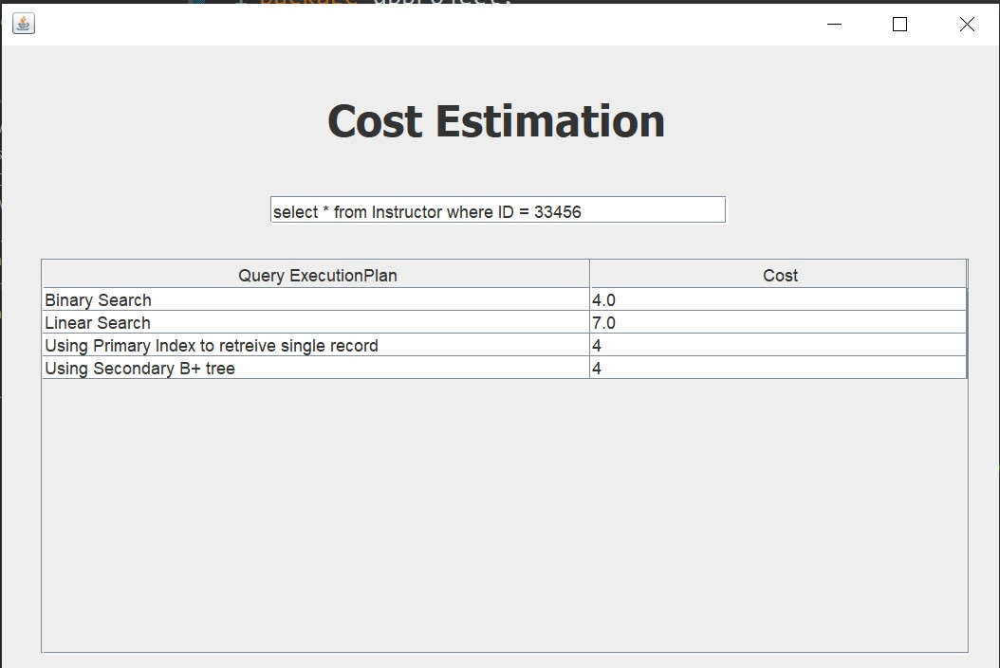 Cost Estimation
select * from Instructor where ID = 33456
Query ExecutionPlan Cost
Binary Search 4.0
Linear Search 7.0
Using Primary Index to retreive single record 4
Using Secondary B+ tree 4